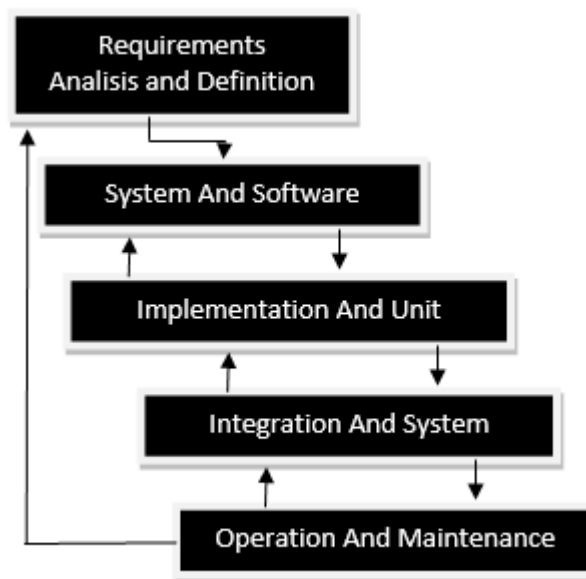 Requirements
Analisis and Definition
System And Software
Implementation And Unit
Integration And System
Operation And Maintenance